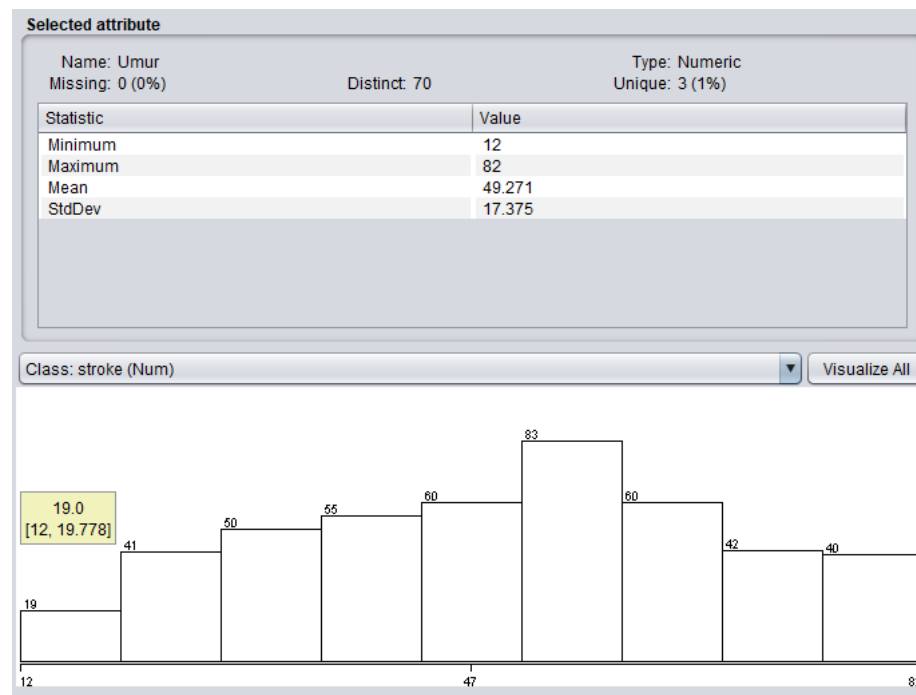 Selected attribute
Name: Umur Type: Numeric
Missing: 0 (0%) Distinct: 70 Unique: 3 (1%)
Statistic Value
Minimum 12
Maximum 82
Mean 49.271
StdDev 17.375
Class: stroke (Num) Visualize All
83
60 60
19.0
[12, 19.778]
55
50
41 42 40
19
12 47 8